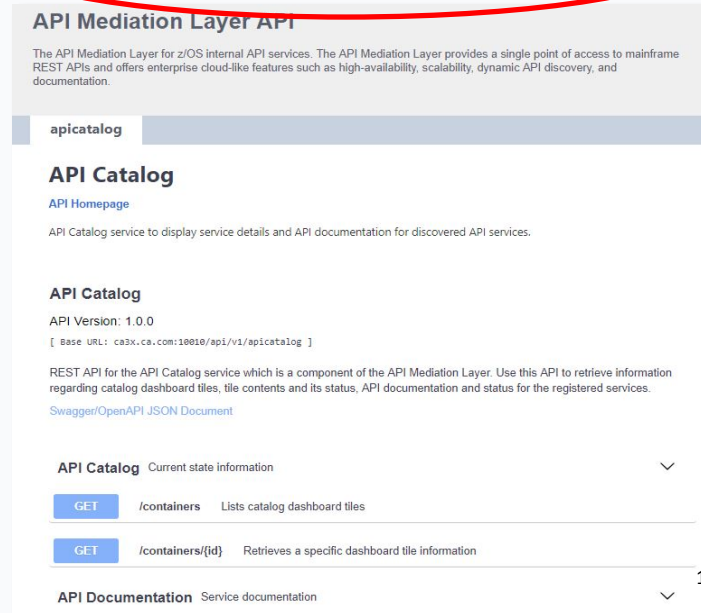 API Mediation Layer API
The API Mediation Layer for z/OS internal API services. The API Mediation Layer provides a single point of access to mainframe
REST APIs and offers enterprise cloud-like features such as high-availability, scalability, dynamic API discovery, and
documentation.
apicatalog
API Catalog
API Homepage
API Catalog service to display service details and API documentation for discovered API services.
API Catalog
API Version: 1.0.0
[ Base URL: ca3x.ca.com:10010/api/v1/apicatalog ]
REST API for the API Catalog service which is a component of the API Mediation Layer. Use this API to retrieve information
regarding catalog dashboard tiles, tile contents and its status, API documentation and status for the registered services.
Swagger/OpenAPI JSON Document
API Catalog Current state information
GET /containers Lists catalog dashboard tiles
GET /containers/{id} Retrieves a specific dashboard tile information
1
API Documentation Service documentation